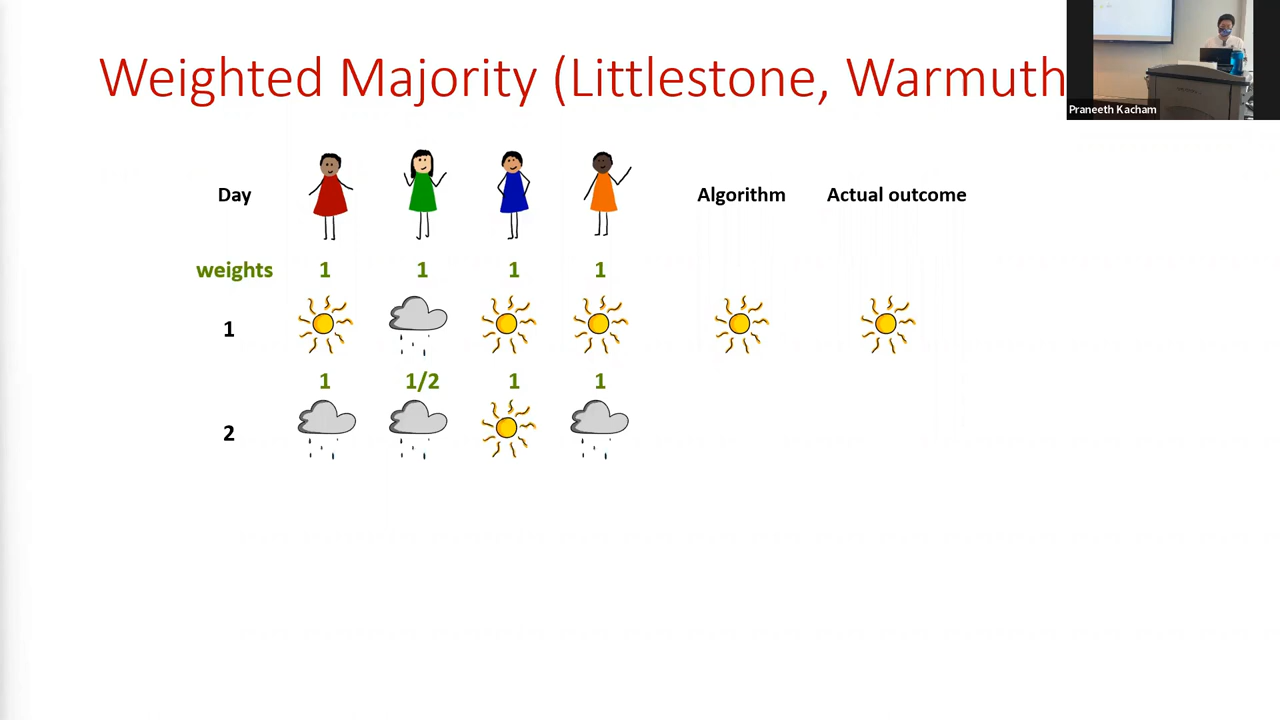 Weighted Majority (Littlestone, Warmuth
Praneeth Kacham
Day Algorithm Actual outcome
weights 1 1 1 1
1
1 1/2 1 1
2